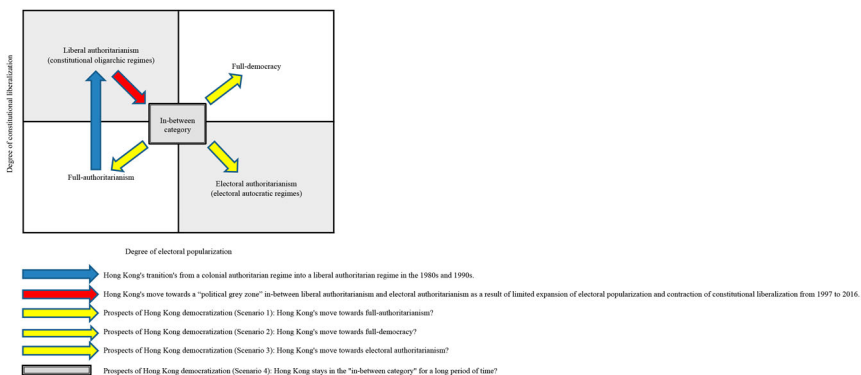 Degree of constitutional liberalization
Liberal authoritarianism
(constitutional oligarchic regimes)
Full-democracy
In-between
category
Full-authoritarianism
Electoral authoritarianism
(electoral autocratic regimes)
Degree of electoral popularization
Hong Kong's tranition's from a colonial authoritarian regime into a liberal authoritarian regime in the 1980s and 1990s.
Hong Kong's move towards a “political grey zone” in-between liberal authoritarianism and electoral authoritarianism as a result of limited expansion of electoral popularization and contraction of constitutional liberalization from 1997 to 2016.
Prospects of Hong Kong democratization (Scenario 1): Hong Kong's move towards full-authoritarianism?
Prospects of Hong Kong democratization (Scenario 2): Hong Kong's move towards full-democracy?
Prospects of Hong Kong democratization (Scenario 3): Hong Kong's move towards electoral authoritarianism?
Prospects of Hong Kong democratization (Scenario 4): Hong Kong stays in the "in-between category" for a long period of time?